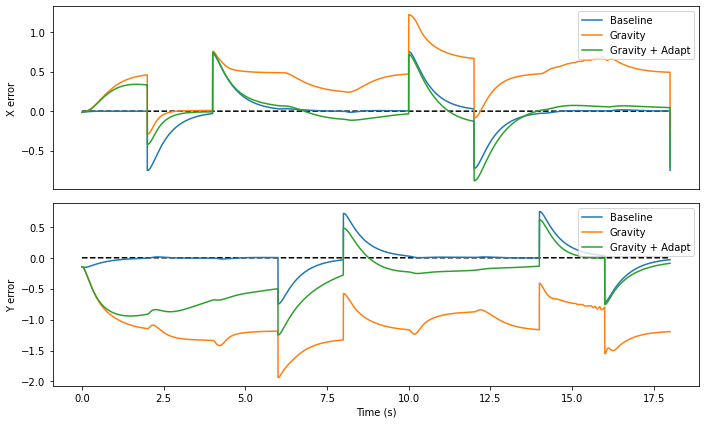 X error
1.0
0.5
0.0
−0.5
Baseline
Gravity
Gravity + Adapt
Y error
0.5
0.0
−0.5
−1.0
−1.5
−2.0
Baseline
Gravity
Gravity + Adapt
0.0 2.5 5.0 7.5 10.0 12.5 15.0 17.5
Time (s)